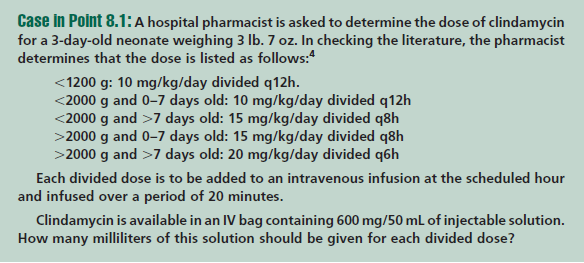 Case in Point 8.1: A hospital pharmacist is asked to determine the dose of clindamycin
for a 3-day-old neonate weighing 3 lb. 7 oz. In checking the literature, the pharmacist
determines that the dose is listed as follows:⁴
<1200 g: 10 mg/kg/day divided q12h.
<2000 g and 0–7 days old: 10 mg/kg/day divided q12h
<2000 g and >7 days old: 15 mg/kg/day divided q8h
>2000 g and 0–7 days old: 15 mg/kg/day divided q8h
>2000 g and >7 days old: 20 mg/kg/day divided q6h
Each divided dose is to be added to an intravenous infusion at the scheduled hour
and infused over a period of 20 minutes.
Clindamycin is available in an IV bag containing 600 mg/50 mL of injectable solution.
How many milliliters of this solution should be given for each divided dose?